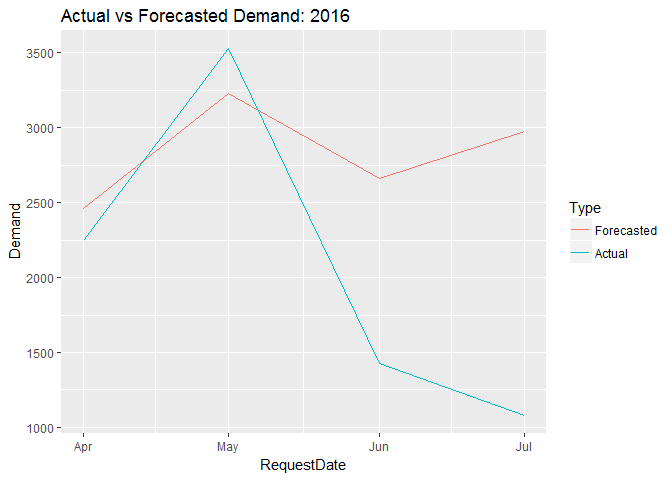 Actual vs Forecasted Demand: 2016
3500
3000
2500
2000
1500
1000
Demand
Apr May Jun Jul
RequestDate
Type
Forecasted
Actual